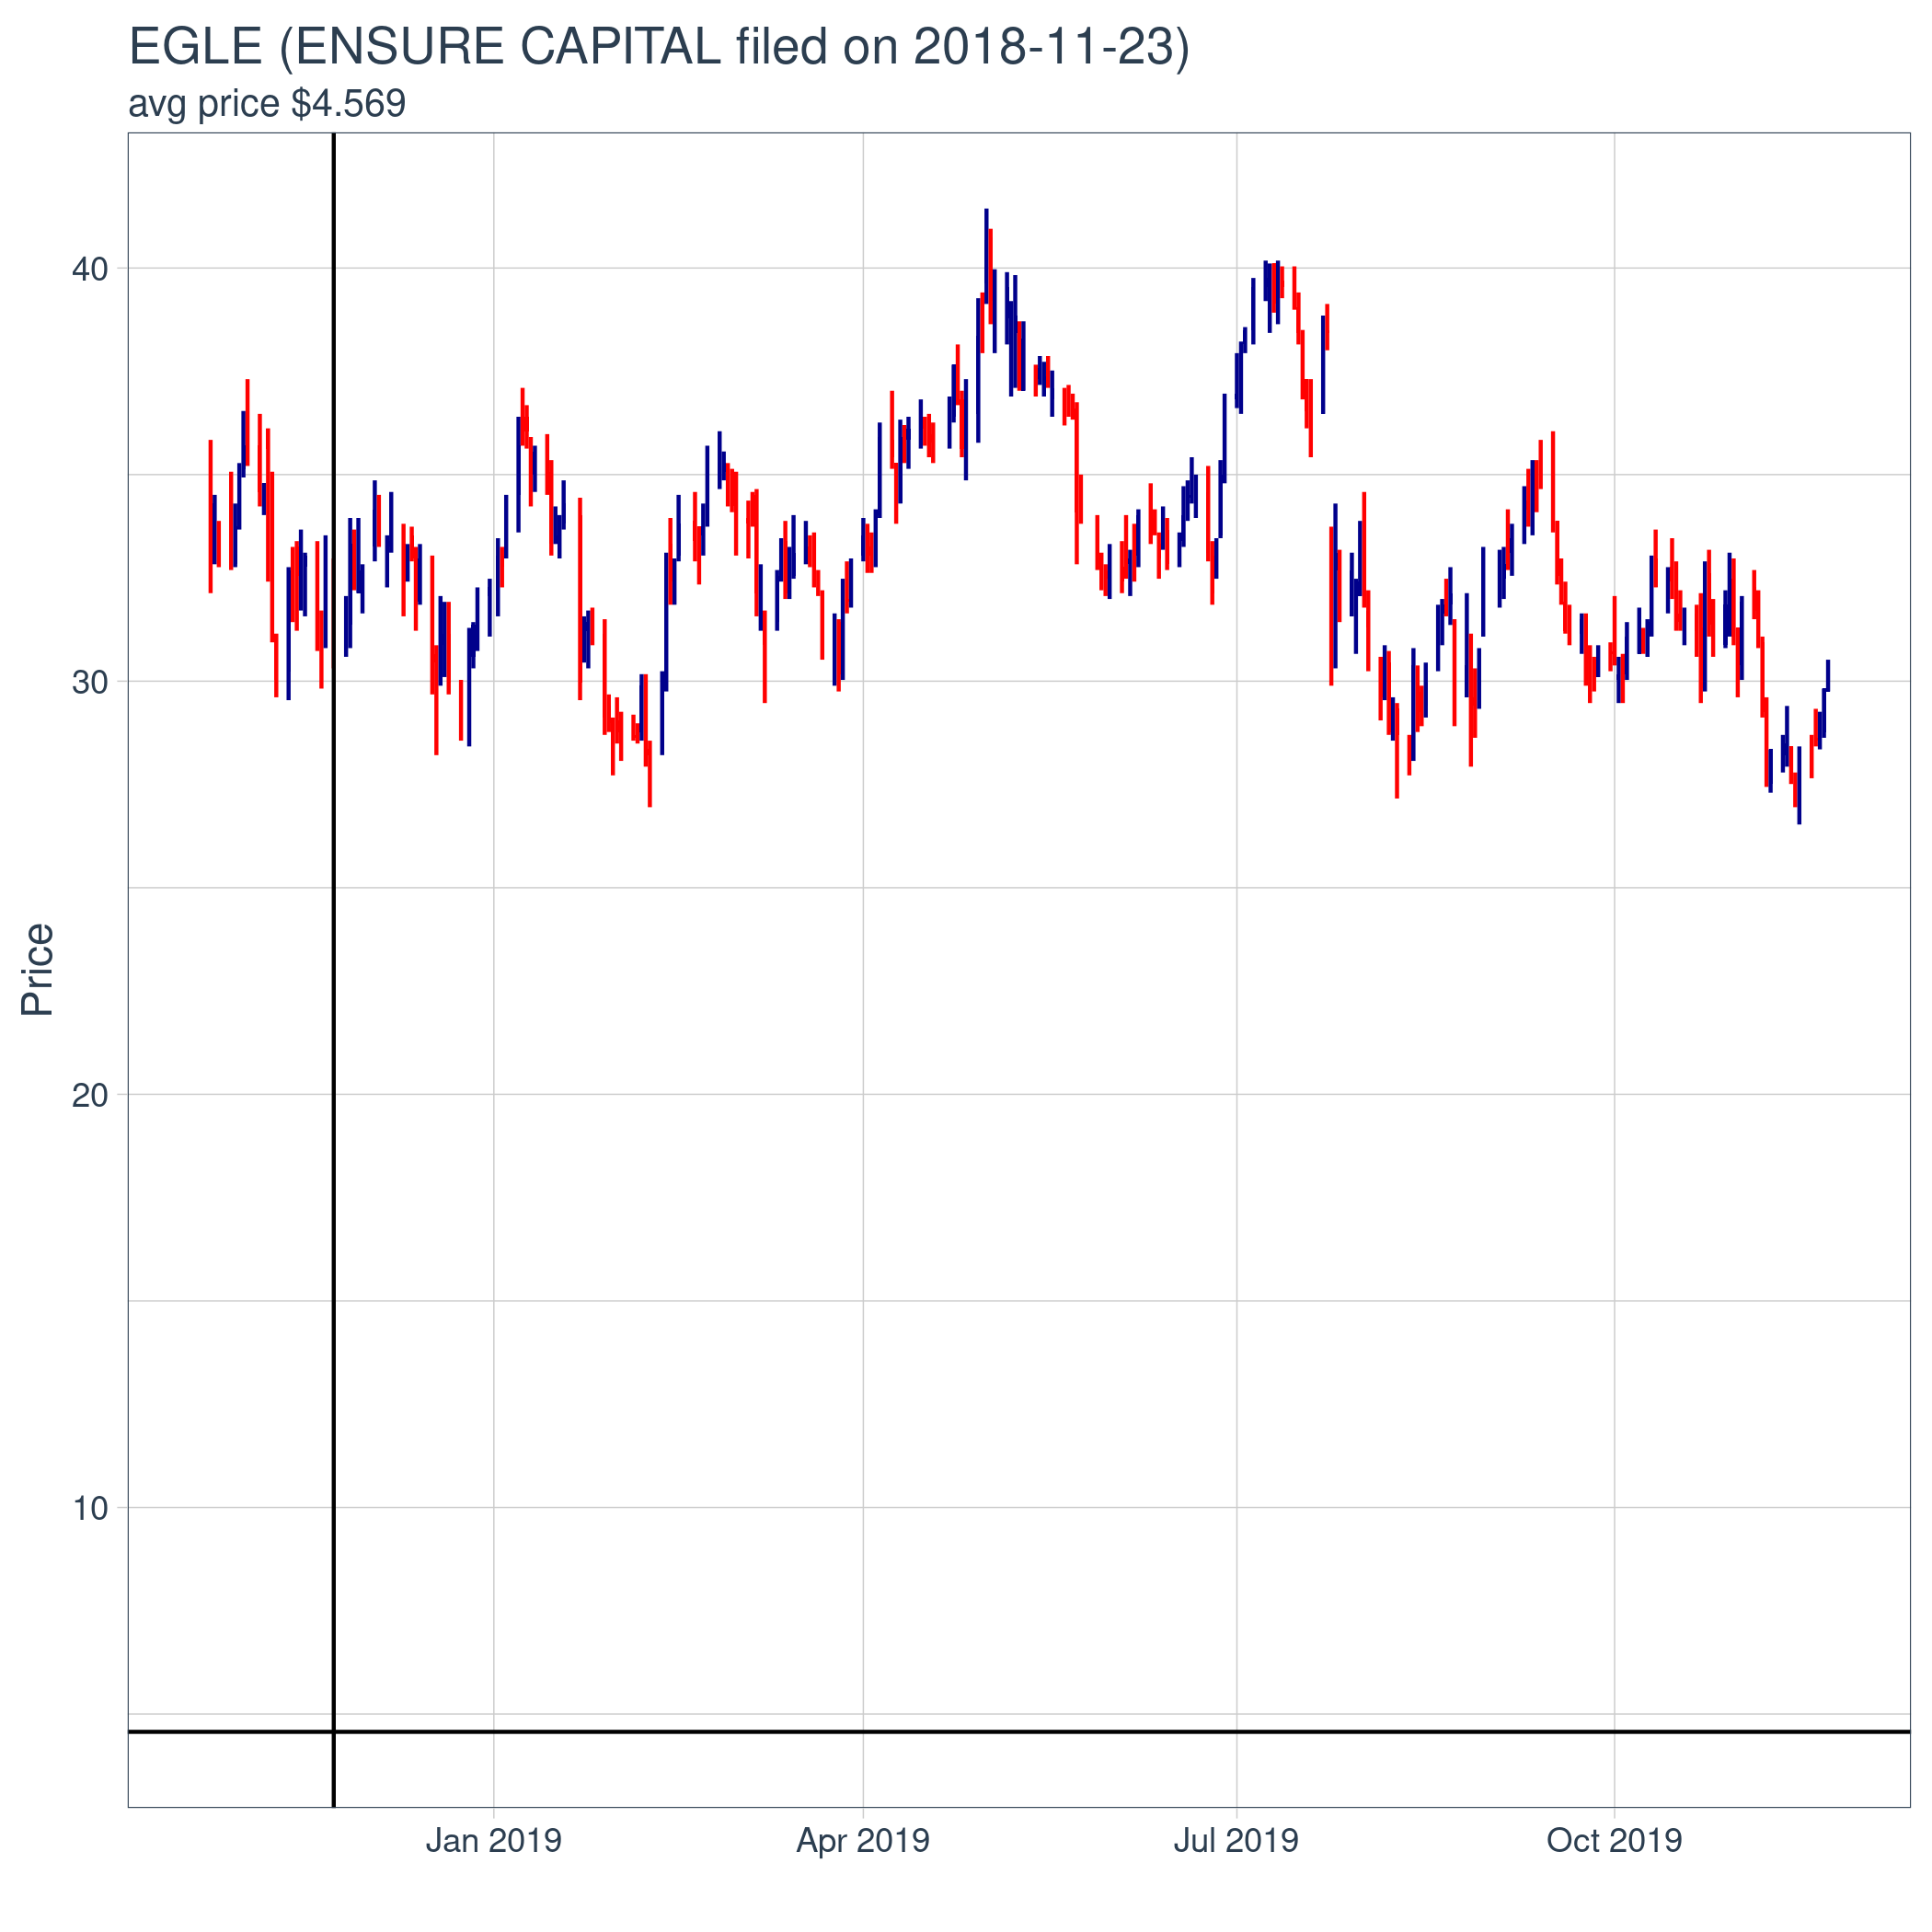 EGLE (ENSURE CAPITAL filed on 2018-11-23)
avg price $4.569
40
30
20
10
Price
Jan 2019
Apr 2019
Jul 2019
Oct 2019